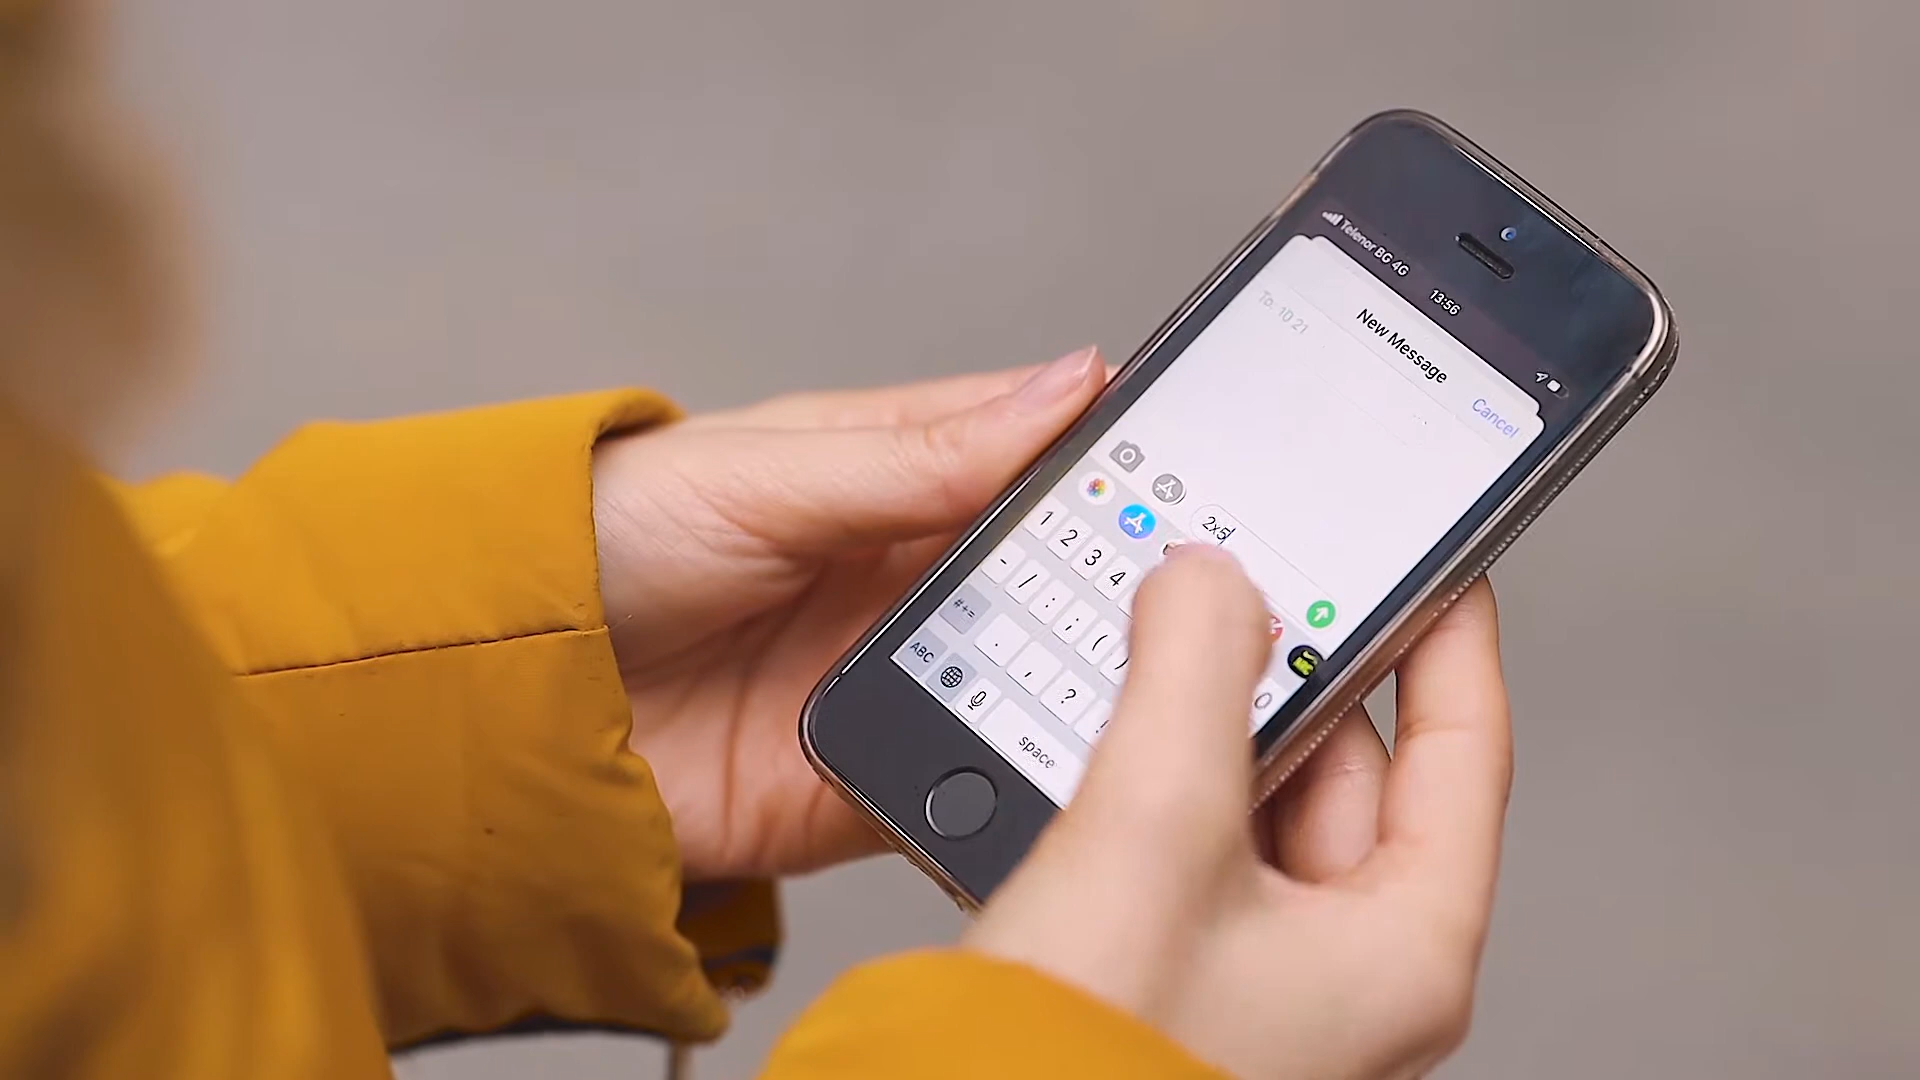 Telenor BG 4G
13:56
New Message
Cancel
To: 10 21
2x5
1 2 3 4 0
- / : ; ( )
#+= . , ? !
ABC space